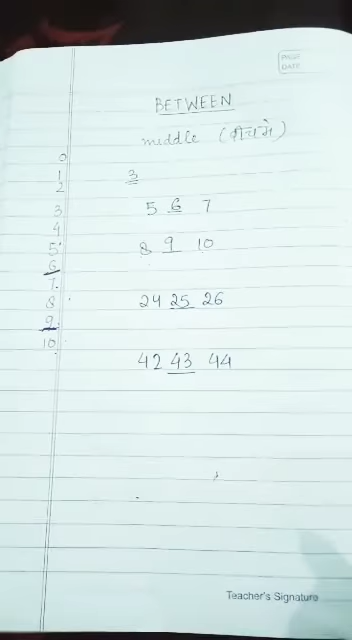 PAGE
DATE
BETWEEN
middle (बीच में)
0
1
2
3
3
4
5 6 7
5
8 9 10
6
7
8
24 25 26
9
10
42 43 44
Teacher's Signature